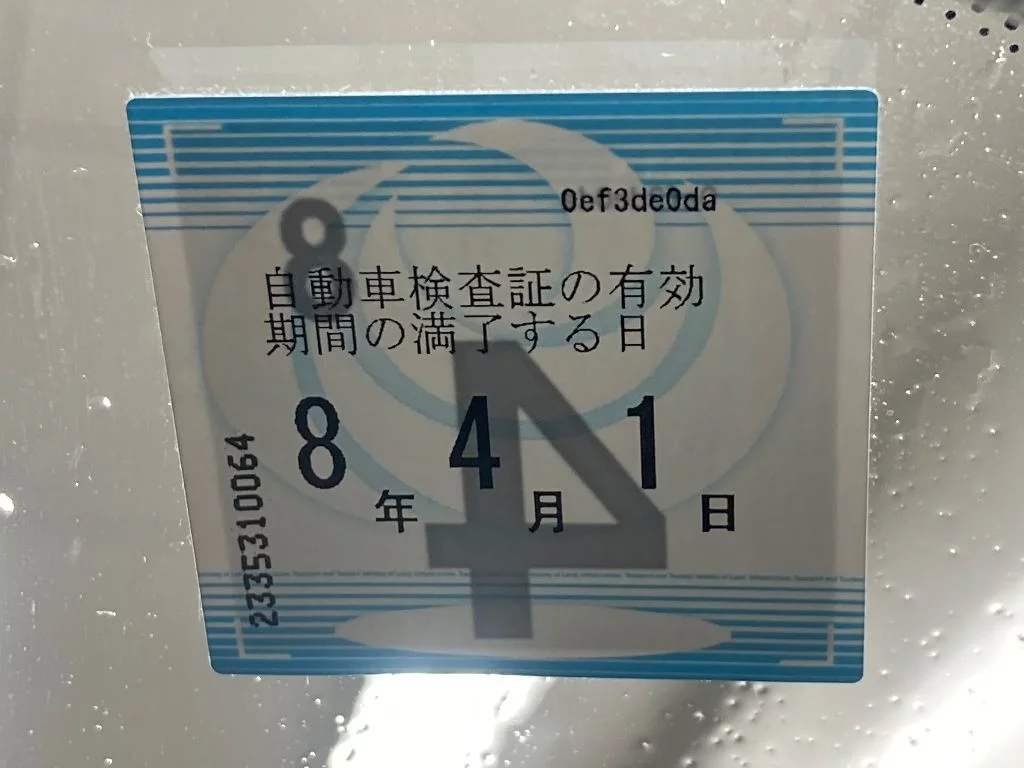 0ef3de0da
自動車検査証の有効
期間の満了する日
8年 4月 1日
2335310064
8
4